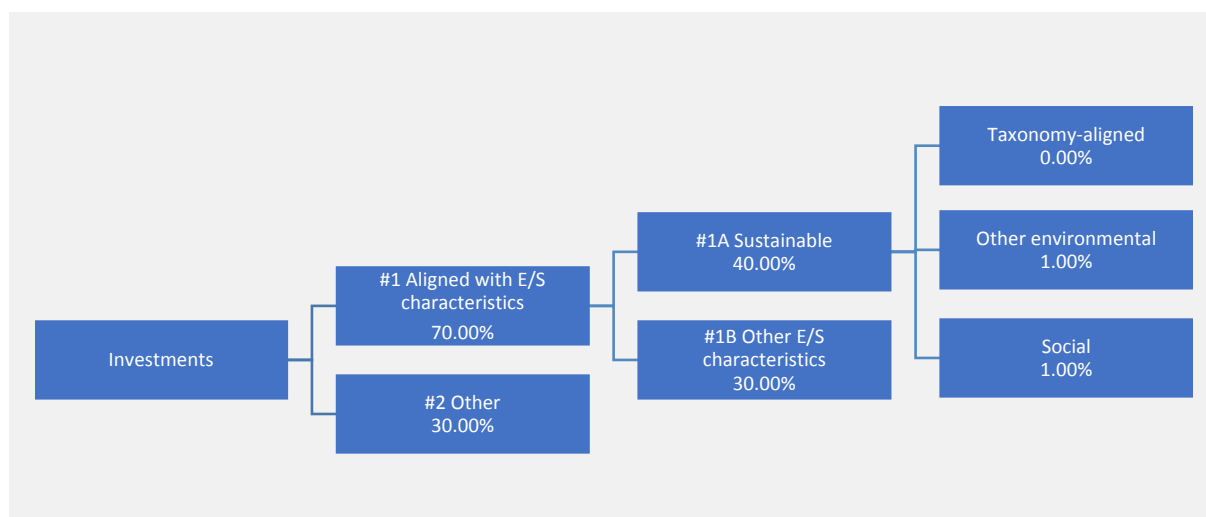 Investments
#1 Aligned with E/S
characteristics
70.00%
#2 Other
30.00%
#1A Sustainable
40.00%
#1B Other E/S
characteristics
30.00%
Taxonomy-aligned
0.00%
Other environmental
1.00%
Social
1.00%